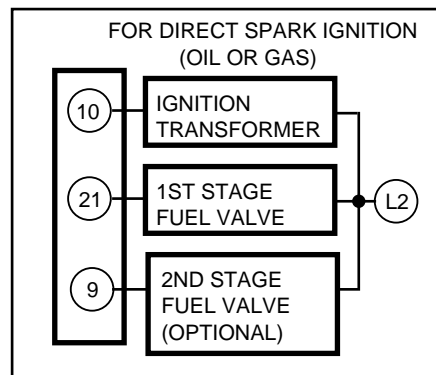 FOR DIRECT SPARK IGNITION
(OIL OR GAS)
10
IGNITION
TRANSFORMER
21
1ST STAGE
FUEL VALVE
L2
9
2ND STAGE
FUEL VALVE
(OPTIONAL)